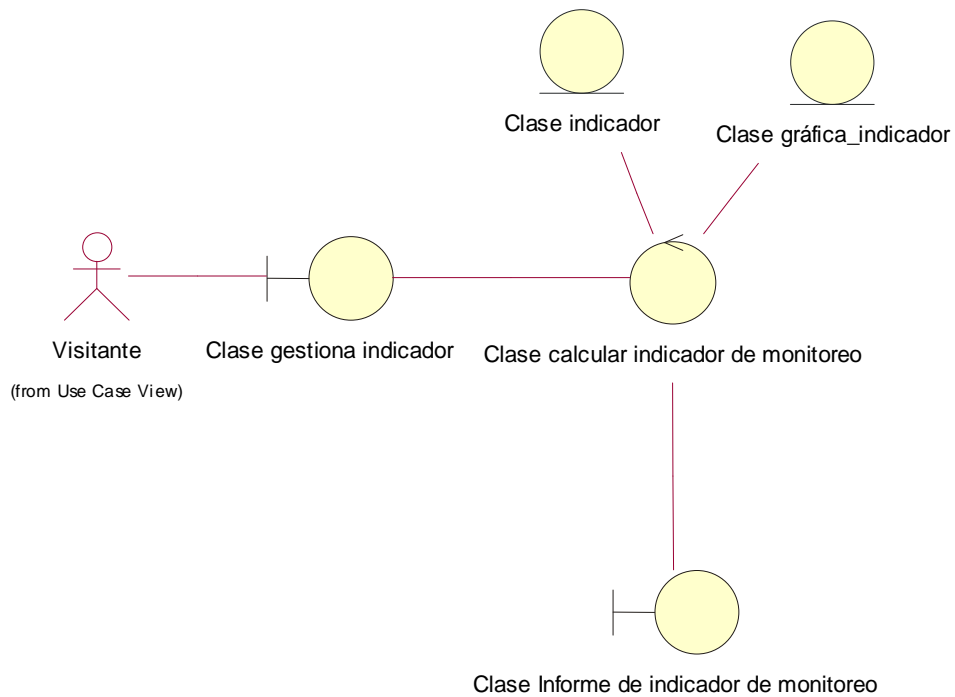 Clase indicador
Clase gráfica_indicador
Visitante
(from Use Case View)
Clase gestiona indicador
Clase calcular indicador de monitoreo
Clase Informe de indicador de monitoreo